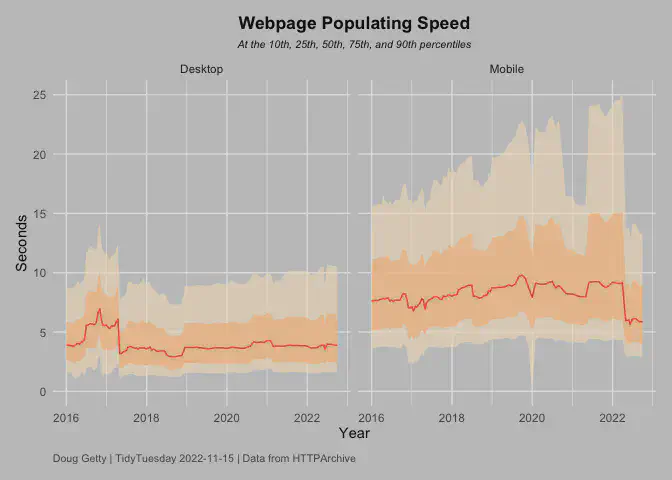 Webpage Populating Speed
At the 10th, 25th, 50th, 75th, and 90th percentiles
Desktop
Mobile
25
20
15
10
5
0
Seconds
2016 2018 2020 2022
2016 2018 2020 2022
Year
Doug Getty | TidyTuesday 2022-11-15 | Data from HTTPArchive